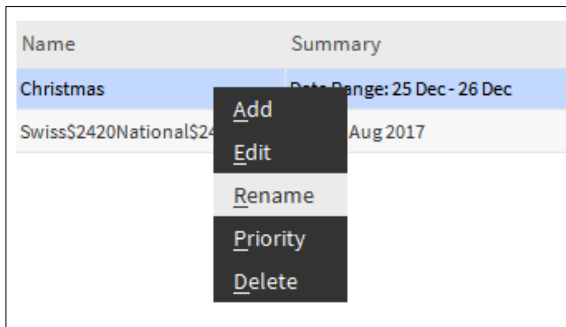 Name Summary
Christmas Date Range: 25 Dec - 26 Dec
Add
Swiss$2420National$24 Aug 2017
Edit
Rename
Priority
Delete